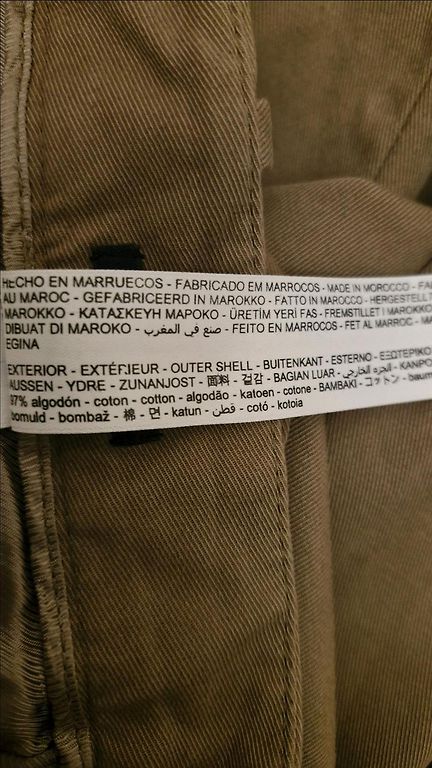 HECHO EN MARRUECOS - FABRICADO EM MARROCOS - MADE IN MOROCCO -
AU MAROC - GEFABRICEERD IN MAROKKO - FATTO IN MAROCCO - HERGESTELLT
MAROKKO - ΚΑΤΑΣΚΕΥΗ ΜΑΡΟΚΟ - ÜRETİM YERİ FAS - FREMSTILLET I MAROKKO
DIBUAT DI MAROKO - صنع في المغرب - FEITO EN MARROCOS - FET AL MARROC -
EGINA
EXTERIOR - EXTÉRIEUR - OUTER SHELL - BUITENKANT - ESTERNO - ΕΞΩΤΕΡΙΚΟ
AUSSEN - YDRE - ZUNANJOST - 面料 - 겉감 - BAGIAN LUAR - الجزء الخارجي - KANPO
97% algodón - coton - cotton - algodão - katoen - cotone - ΒΑΜΒΑΚΙ - コットン -
bomuld - bombaž - 棉 - 면 - katun - قطن - cotó - kotoia